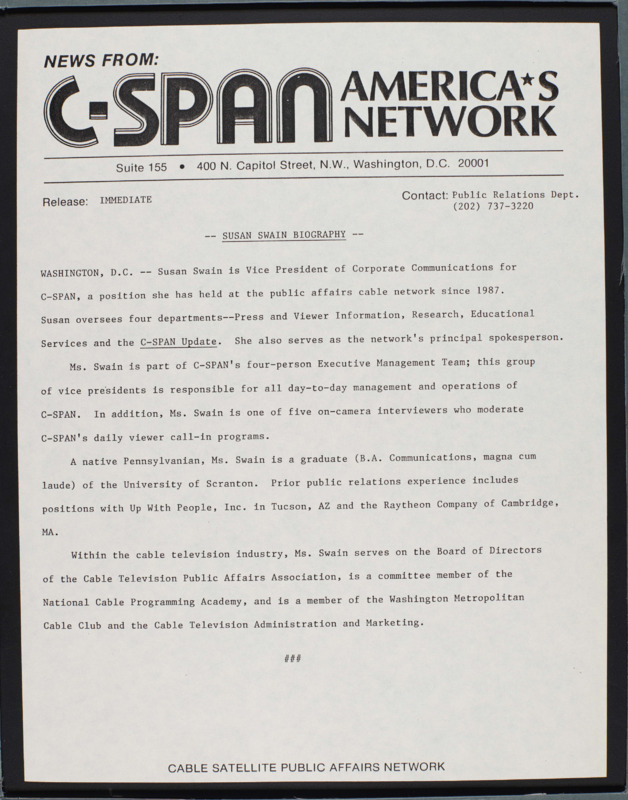 NEWS FROM:
C-SPAN AMERICA★S
NETWORK
Suite 155 • 400 N. Capitol Street, N.W., Washington, D.C. 20001
Release: IMMEDIATE
Contact: Public Relations Dept.
(202) 737-3220
-- SUSAN SWAIN BIOGRAPHY --
WASHINGTON, D.C. -- Susan Swain is Vice President of Corporate Communications for
C-SPAN, a position she has held at the public affairs cable network since 1987.
Susan oversees four departments--Press and Viewer Information, Research, Educational
Services and the C-SPAN Update. She also serves as the network's principal spokesperson.
Ms. Swain is part of C-SPAN's four-person Executive Management Team; this group
of vice presidents is responsible for all day-to-day management and operations of
C-SPAN. In addition, Ms. Swain is one of five on-camera interviewers who moderate
C-SPAN's daily viewer call-in programs.
A native Pennsylvanian, Ms. Swain is a graduate (B.A. Communications, magna cum
laude) of the University of Scranton. Prior public relations experience includes
positions with Up With People, Inc. in Tucson, AZ and the Raytheon Company of Cambridge,
MA.
Within the cable television industry, Ms. Swain serves on the Board of Directors
of the Cable Television Public Affairs Association, is a committee member of the
National Cable Programming Academy, and is a member of the Washington Metropolitan
Cable Club and the Cable Television Administration and Marketing.
###
CABLE SATELLITE PUBLIC AFFAIRS NETWORK